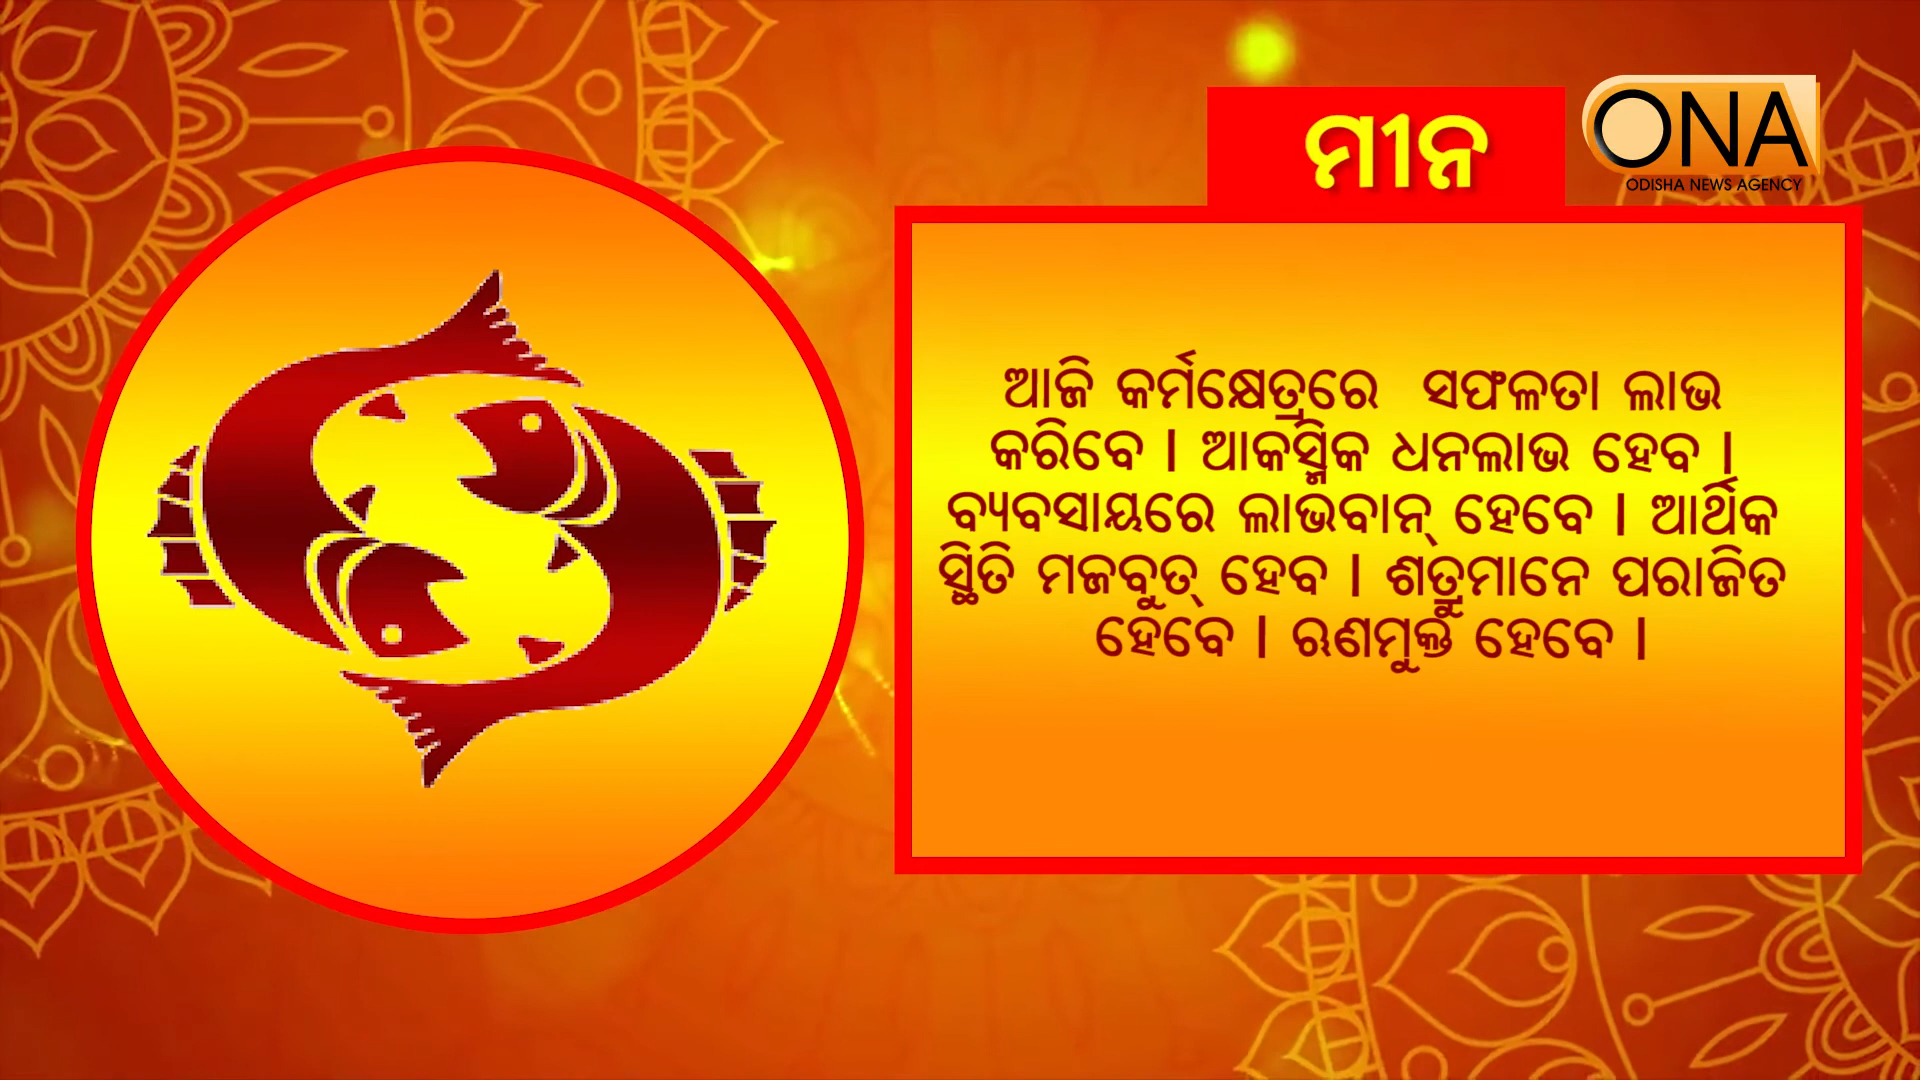 ମୀନ
ONA
ODISHA NEWS AGENCY
ଆଜି କର୍ମକ୍ଷେତ୍ରରେ ସଫଳତା ଲାଭ
କରିବେ । ଆକସ୍ମିକ ଧନଲାଭ ହେବ ।
ବ୍ୟବସାୟରେ ଲାଭବାନ୍ ହେବେ । ଆର୍ଥିକ
ସ୍ଥିତି ମଜବୁତ୍ ହେବ । ଶତ୍ରୁମାନେ ପରାଜିତ
ହେବେ । ଋଣମୁକ୍ତ ହେବେ ।